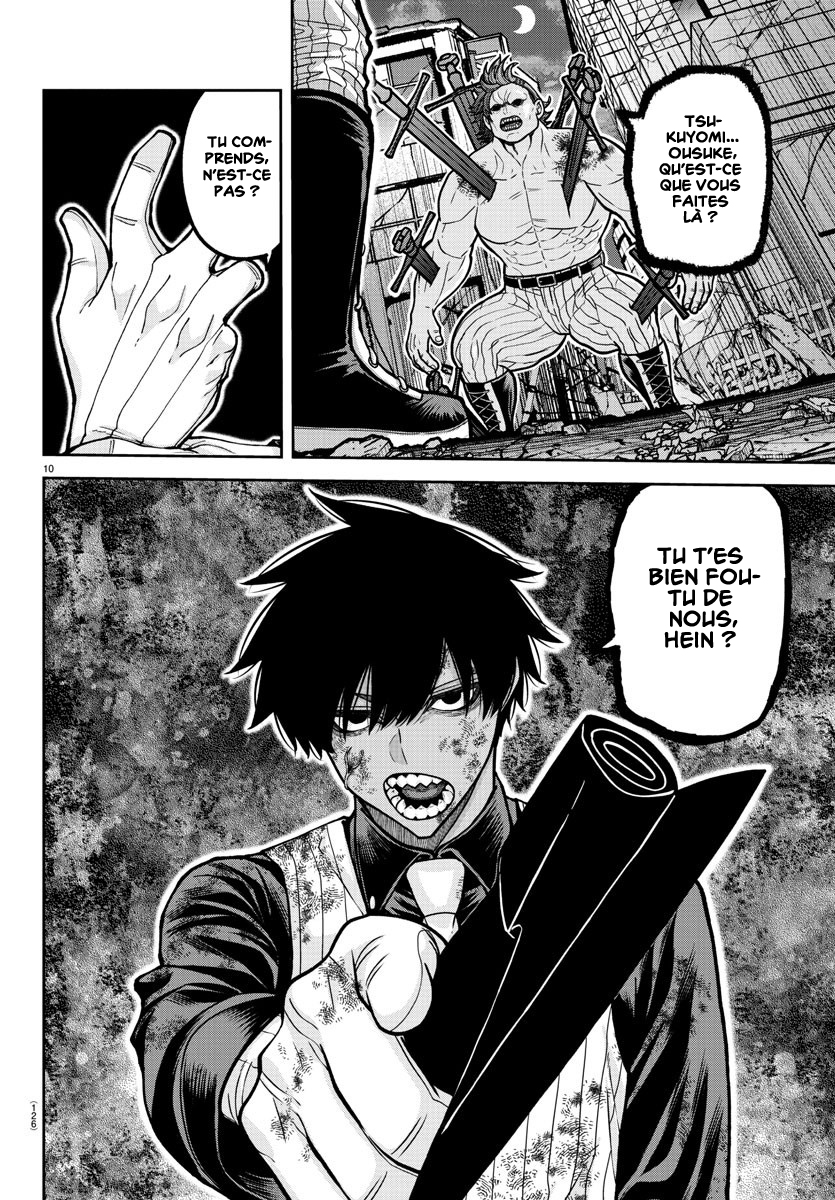 TSU-
KUYOMI...
OUSUKE,
QU'EST-CE
QUE VOUS
FAITES
LÀ ?
TU COM-
PRENDS,
N'EST-CE
PAS ?
10
TU T'ES
BIEN FOU-
TU DE
NOUS,
HEIN ?
(126)